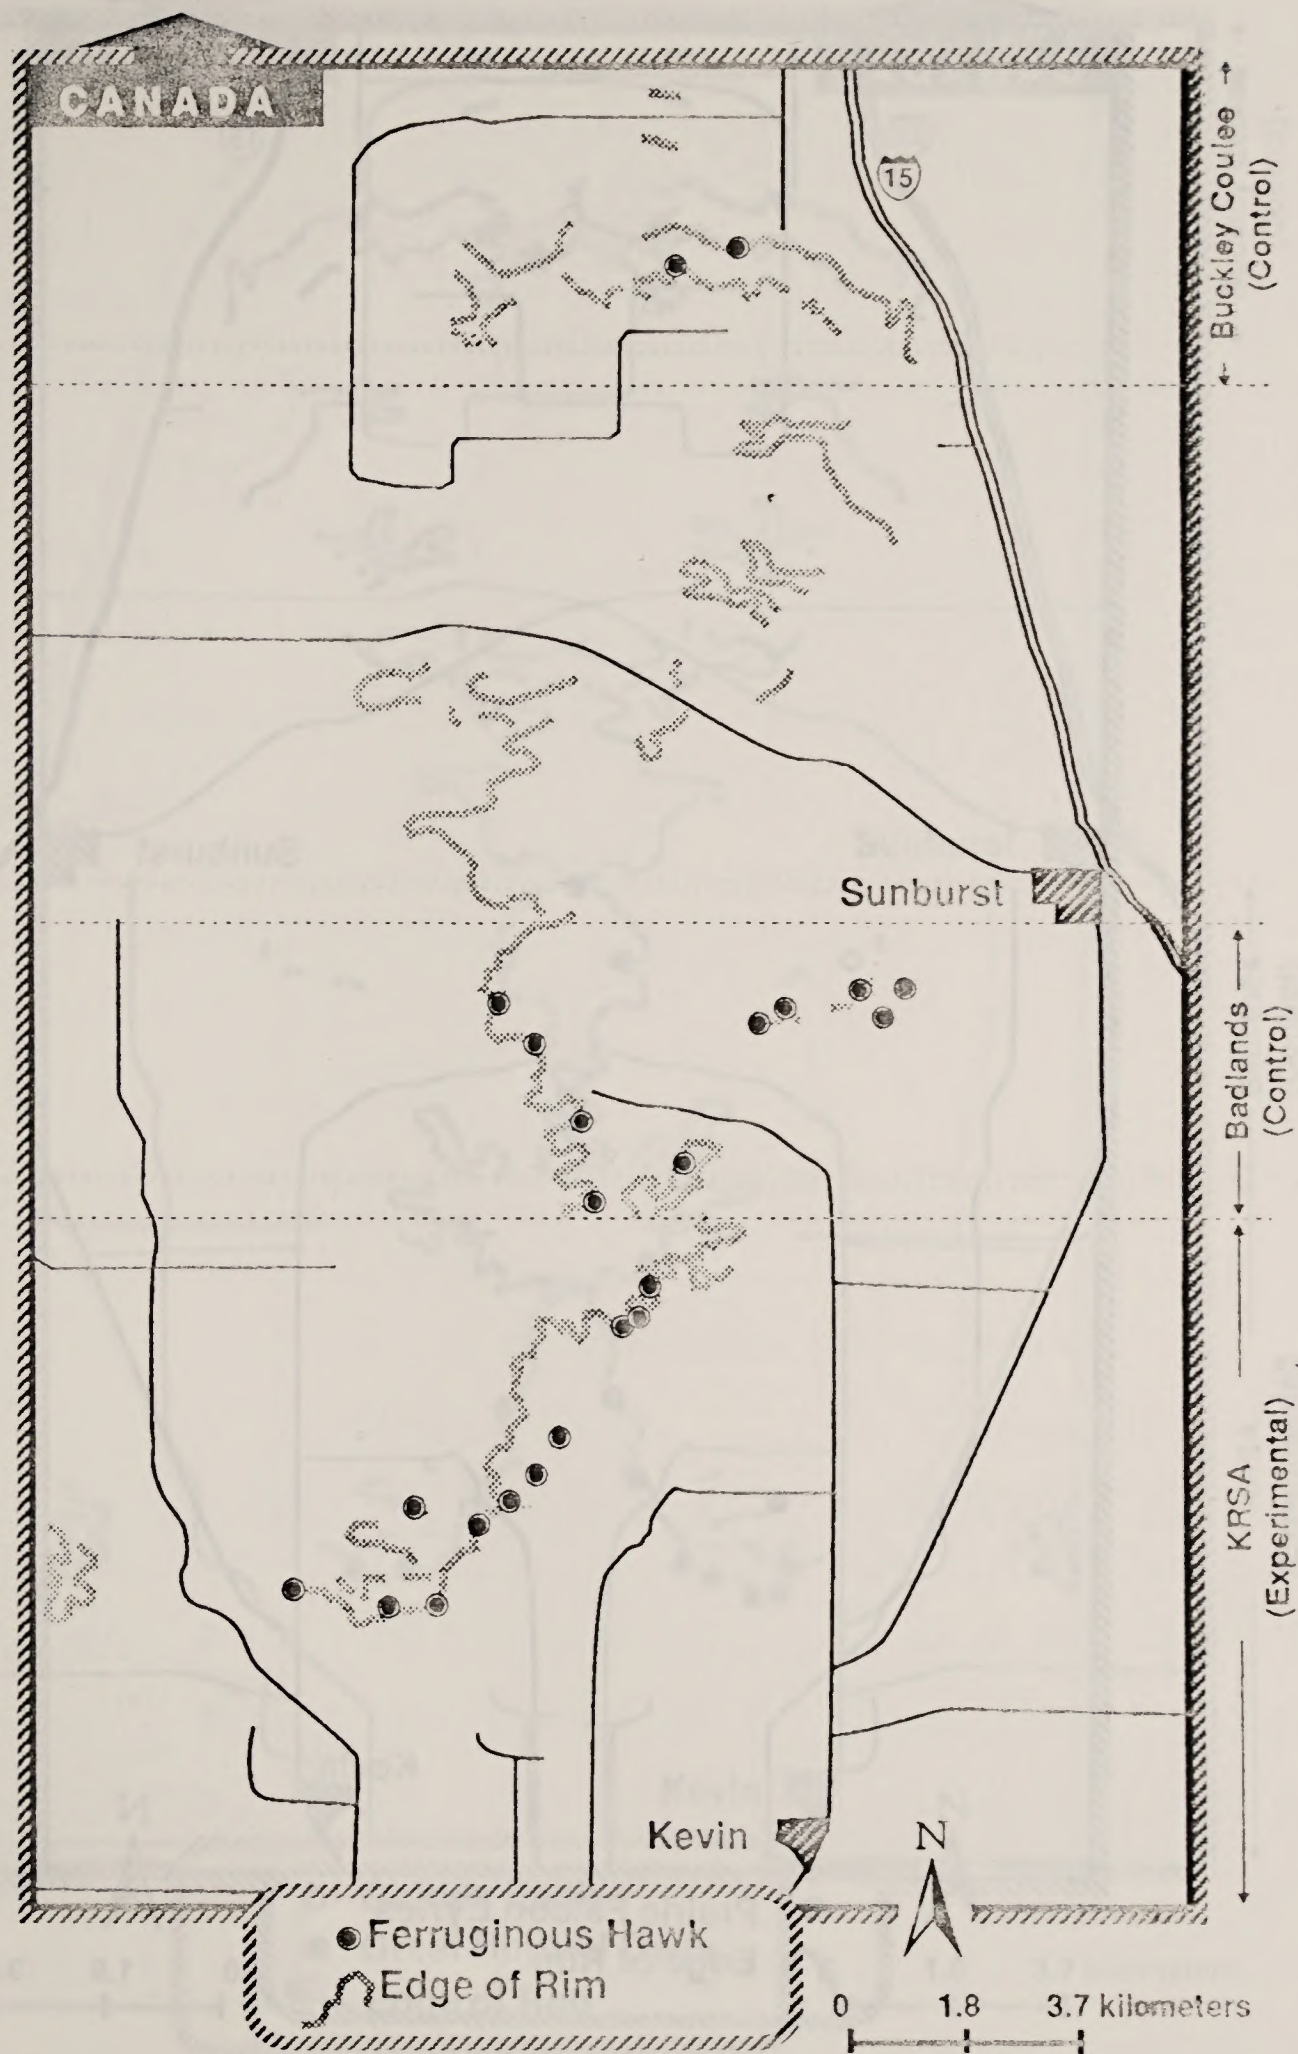 CANADA
15
← Buckley Coulee →
(Control)
Sunburst
← Badlands →
(Control)
← KRSA →
(Experimental)
Kevin
N
Ferruginous Hawk
Edge of Rim
0 1.8 3.7 kilometers